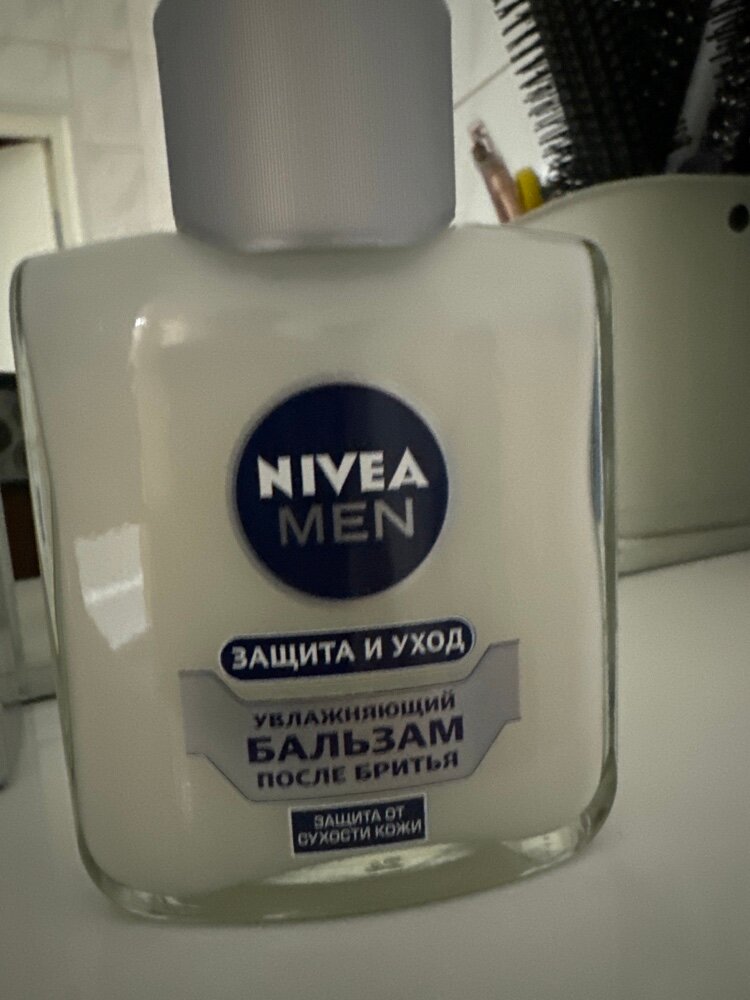 NIVEA
MEN
ЗАЩИТА И УХОД
УВЛАЖНЯЮЩИЙ
БАЛЬЗАМ
ПОСЛЕ БРИТЬЯ
ЗАЩИТА ОТ
СУХОСТИ КОЖИ